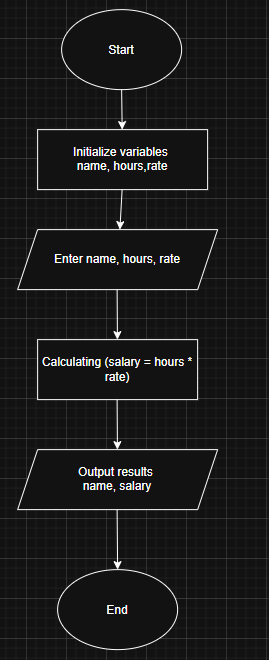 Start
Initialize variables
name, hours,rate
Enter name, hours, rate
Calculating (salary = hours *
rate)
Output results
name, salary
End